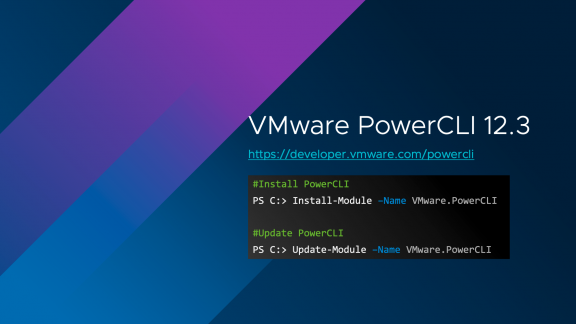 VMware PowerCLI 12.3
https://developer.vmware.com/powercli
#Install PowerCLI
PS C:> Install-Module –Name VMware.PowerCLI
#Update PowerCLI
PS C:> Update-Module –Name VMware.PowerCLI